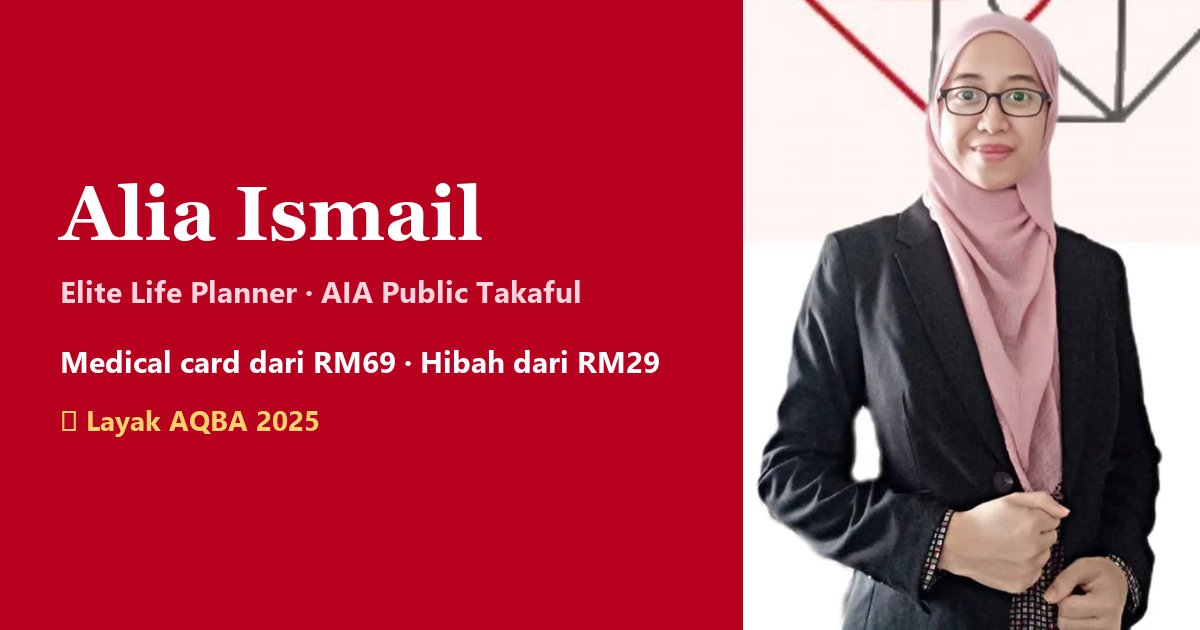 Alia Ismail
Elite Life Planner · AIA Public Takaful
Medical card dari RM69 · Hibah dari RM29
Layak AQBA 2025